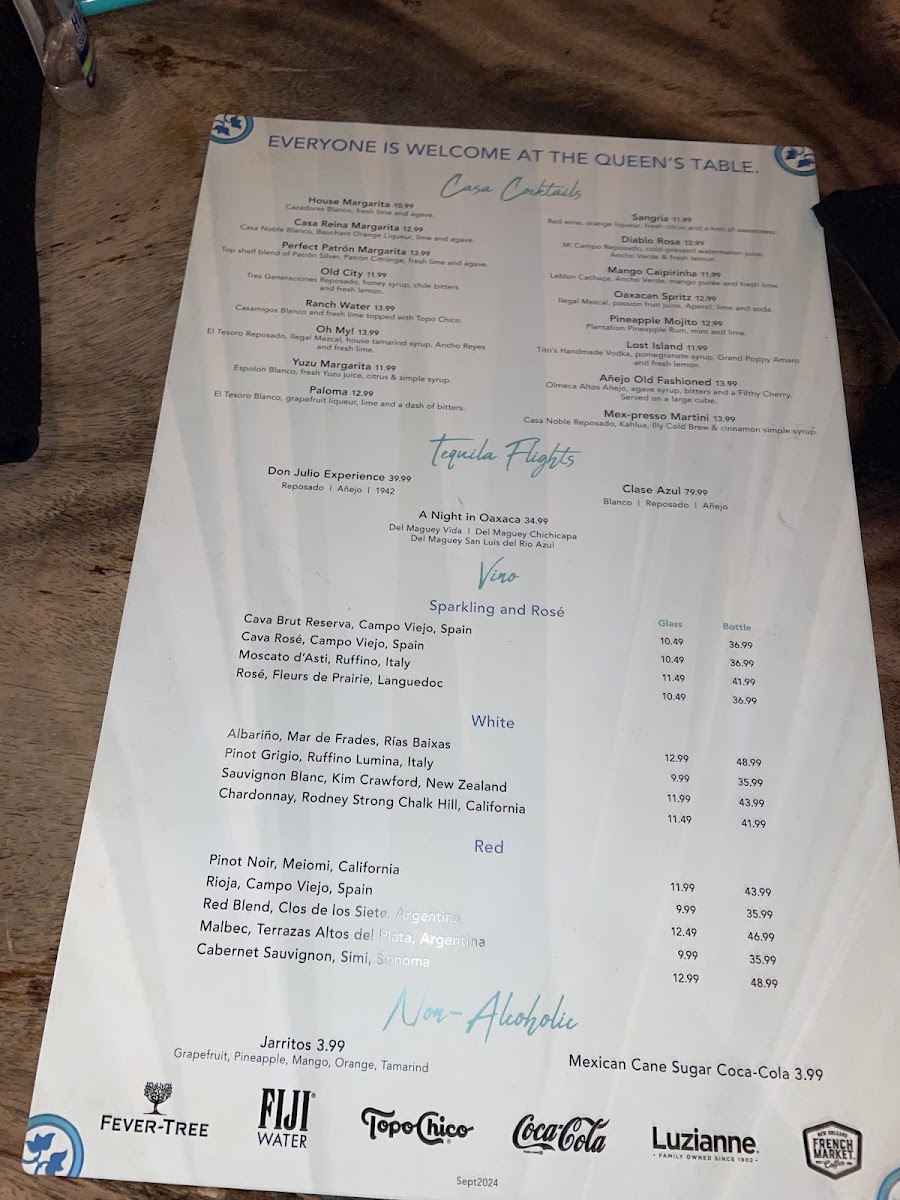 EVERYONE IS WELCOME AT THE QUEEN'S TABLE.
Casa Cocktails
House Margarita 10.99
Cazadores Blanco, fresh lime and agave.
Casa Reina Margarita 12.99
Casa Noble Blanco, Bauchant Orange Liqueur, lime and agave.
Perfect Patrón Margarita 13.99
Top shelf blend of Patrón Silver, Patrón Citrónge, fresh lime and agave.
Old City 11.99
Tres Generaciones Reposado, honey syrup, chile bitters
and fresh lemon.
Ranch Water 13.99
Casamigos Blanco and fresh lime topped with Topo Chico.
Oh My! 13.99
El Tesoro Reposado, Ilegal Mezcal, house tamarind syrup, Ancho Reyes
and fresh lime.
Yuzu Margarita 11.99
Espolon Blanco, fresh Yuzu juice, citrus & simple syrup.
Paloma 12.99
El Tesoro Blanco, grapefruit liqueur, lime and a dash of bitters.
Sangria 11.99
Red wine, orange liqueur, fresh citrus and a hint of sweetness.
Diablo Rosa 12.99
Mi Campo Reposado, cold-pressed watermelon juice,
Ancho Verde & fresh lemon.
Mango Caipirinha 11.99
Leblon Cachaça, Ancho Verde, mango purée and fresh lime.
Oaxacan Spritz 12.99
Ilegal Mezcal, passion fruit juice, Aperol, lime and soda.
Pineapple Mojito 12.99
Plantation Pineapple Rum, mint and lime.
Lost Island 11.99
Tito's Handmade Vodka, pomegranate syrup, Grand Poppy Amaro
and fresh lemon.
Añejo Old Fashioned 13.99
Olmeca Altos Añejo, agave syrup, bitters and a Filthy Cherry.
Served on a large cube.
Mex-presso Martini 13.99
Casa Noble Reposado, Kahlua, Illy Cold Brew & cinnamon simple syrup.
Tequila Flights
Don Julio Experience 39.99
Reposado | Añejo | 1942
Clase Azul 79.99
Blanco | Reposado | Añejo
A Night in Oaxaca 34.99
Del Maguey Vida | Del Maguey Chichicapa
Del Maguey San Luis del Rio Azul
Vino
Sparkling and Rosé
Glass Bottle
Cava Brut Reserva, Campo Viejo, Spain 10.49 36.99
Cava Rosé, Campo Viejo, Spain 10.49 36.99
Moscato d'Asti, Ruffino, Italy 11.49 41.99
Rosé, Fleurs de Prairie, Languedoc 10.49 36.99
White
Albariño, Mar de Frades, Rías Baixas 12.99 48.99
Pinot Grigio, Ruffino Lumina, Italy 9.99 35.99
Sauvignon Blanc, Kim Crawford, New Zealand 11.99 43.99
Chardonnay, Rodney Strong Chalk Hill, California 11.49 41.99
Red
Pinot Noir, Meiomi, California 11.99 43.99
Rioja, Campo Viejo, Spain 9.99 35.99
Red Blend, Clos de los Siete, Argentina 12.49 46.99
Malbec, Terrazas Altos del Plata, Argentina 9.99 35.99
Cabernet Sauvignon, Simi, Sonoma 12.99 48.99
Non-Alcoholic
Jarritos 3.99
Grapefruit, Pineapple, Mango, Orange, Tamarind
Mexican Cane Sugar Coca-Cola 3.99
FEVER-TREE
FIJI
WATER
Topo Chico
Coca-Cola
Luzianne
• FAMILY OWNED SINCE 1902 •
NEW ORLEANS
FRENCH
MARKET
Coffee
Sept2024